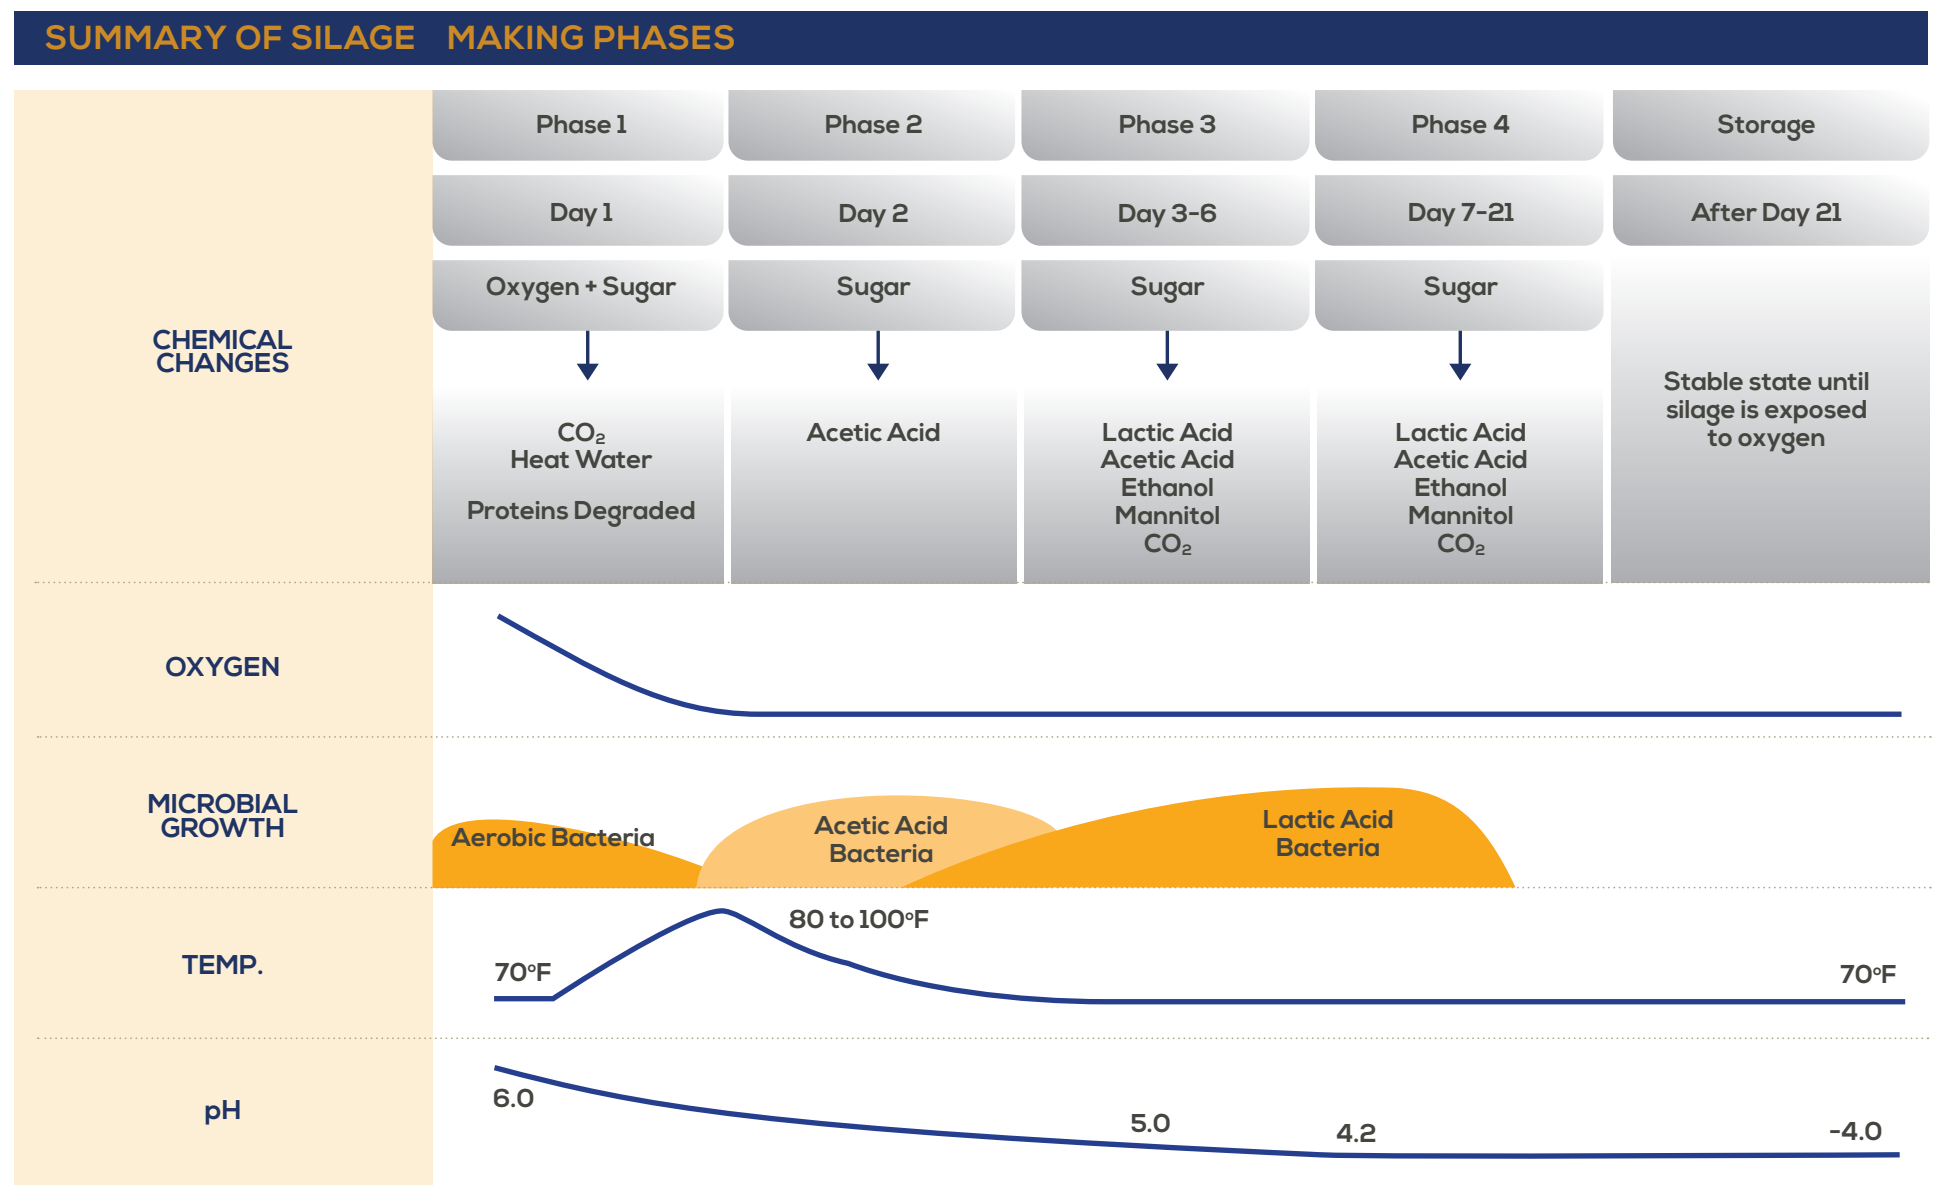 SUMMARY OF SILAGE MAKING PHASES
Phase 1
Phase 2
Phase 3
Phase 4
Storage
Day 1
Day 2
Day 3-6
Day 7-21
After Day 21
CHEMICAL
CHANGES
Oxygen + Sugar
Sugar
Sugar
Sugar
CO₂
Heat Water
Proteins Degraded
Acetic Acid
Lactic Acid
Acetic Acid
Ethanol
Mannitol
CO₂
Lactic Acid
Acetic Acid
Ethanol
Mannitol
CO₂
Stable state until
silage is exposed
to oxygen
OXYGEN
MICROBIAL
GROWTH
Aerobic Bacteria
Acetic Acid
Bacteria
Lactic Acid
Bacteria
TEMP.
70°F
80 to 100°F
70°F
pH
6.0
5.0
4.2
-4.0